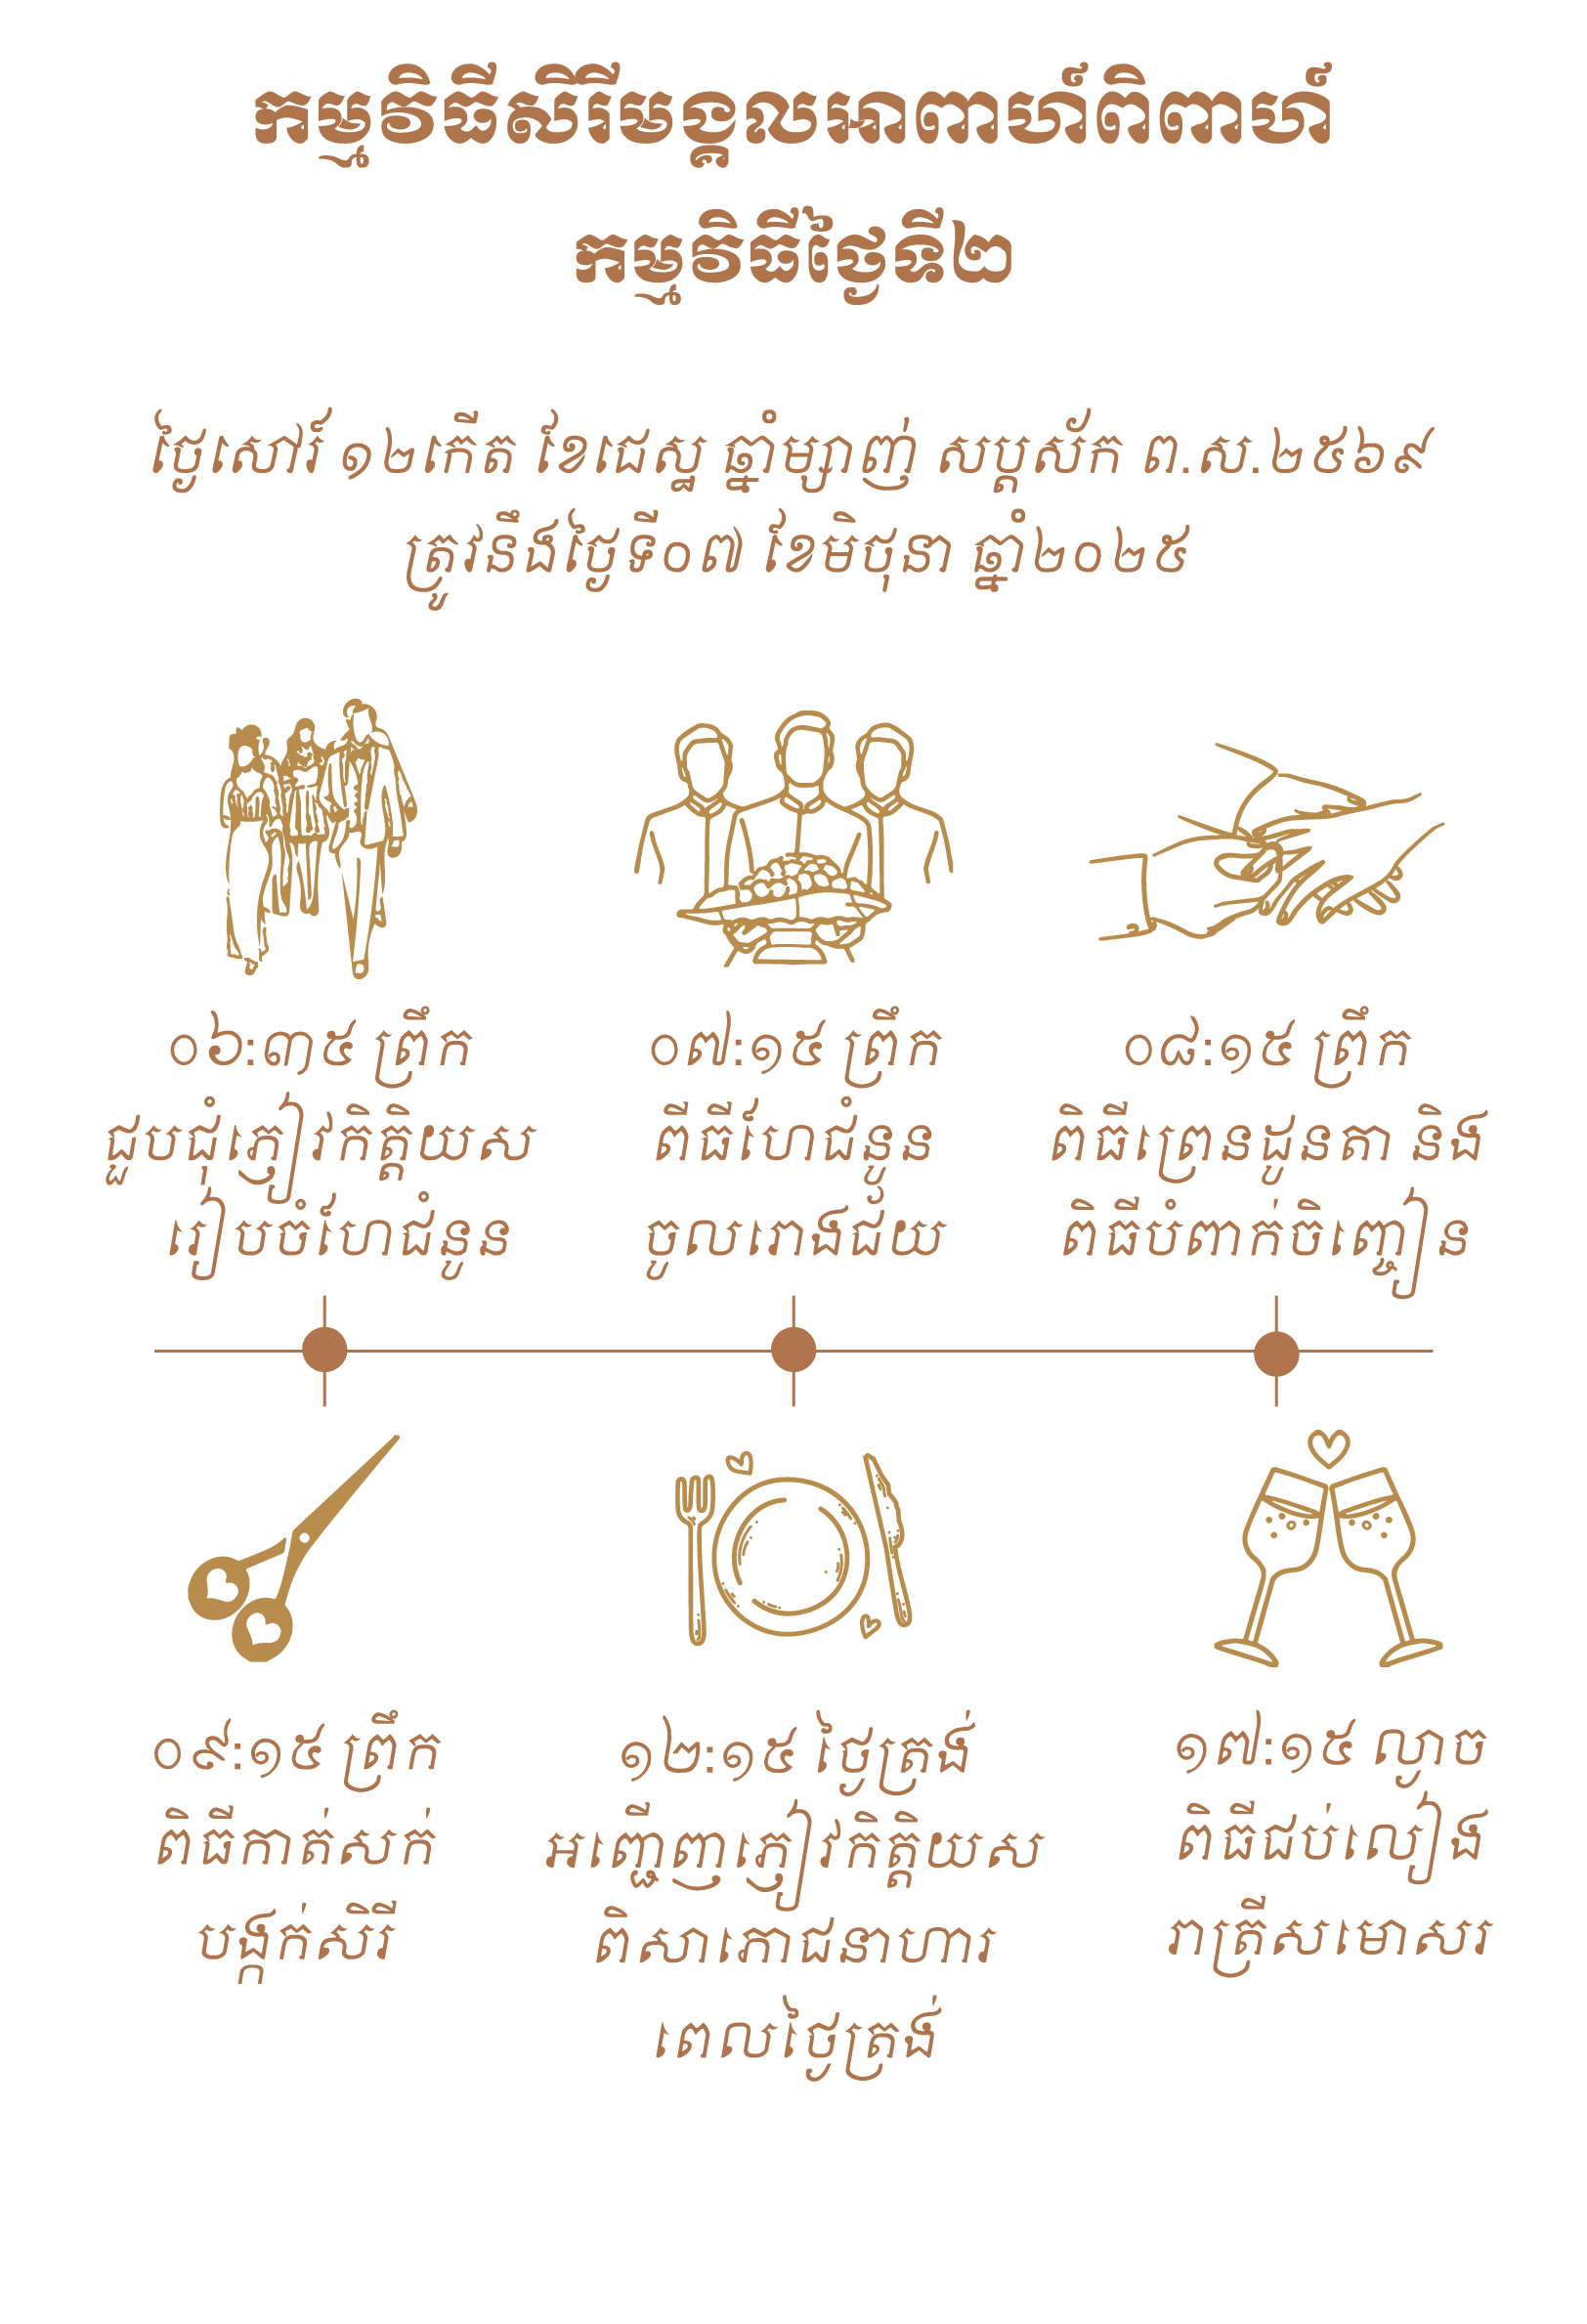 កម្មវិធីសិរីមង្គលអាពាហ៍ពិពាហ៍
កម្មវិធីថ្ងៃទី២
ថ្ងៃសៅរ៍ ១២កើត ខែជេស្ឋ ឆ្នាំម្សាញ់ សប្តស័ក ព.ស.២៥៦៩
ត្រូវនឹងថ្ងៃទី០៧ ខែមិថុនា ឆ្នាំ២០២៥
០៦:៣៥ ព្រឹក
ជួបជុំភ្ញៀវកិត្តិយស
រៀបចំហែជំនូន
០៧:១៥ ព្រឹក
ពីធីហែជំនូន
ចូលរោងជ័យ
០៨:១៥ ព្រឹក
ពិធីព្រេនដូនតា និង
ពិធីបំពាក់ចិញ្ចៀន
០៩:១៥ ព្រឹក
ពិធីកាត់សក់
បង្កក់សិរី
១២:១៥ ថ្ងៃត្រង់
អញ្ជើញភ្ញៀវកិត្តិយស
ពិសាភោជនាហារ
ពេលថ្ងៃត្រង់
១៧:១៥ ល្ងាច
ពិធីជប់លៀង
រាត្រីសមោសរ